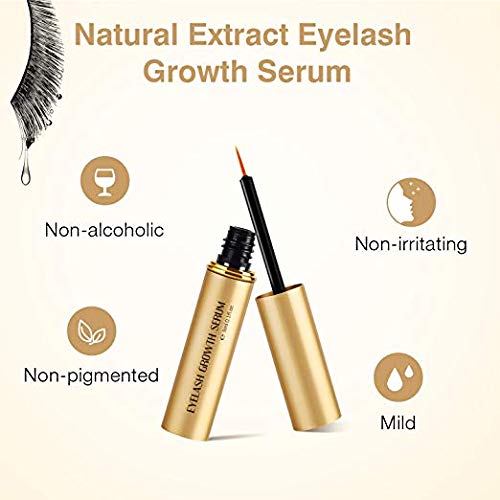 Natural Extract Eyelash
Growth Serum
Non-alcoholic
Non-irritating
Non-pigmented
Mild
EYELASH GROWTH SERUM